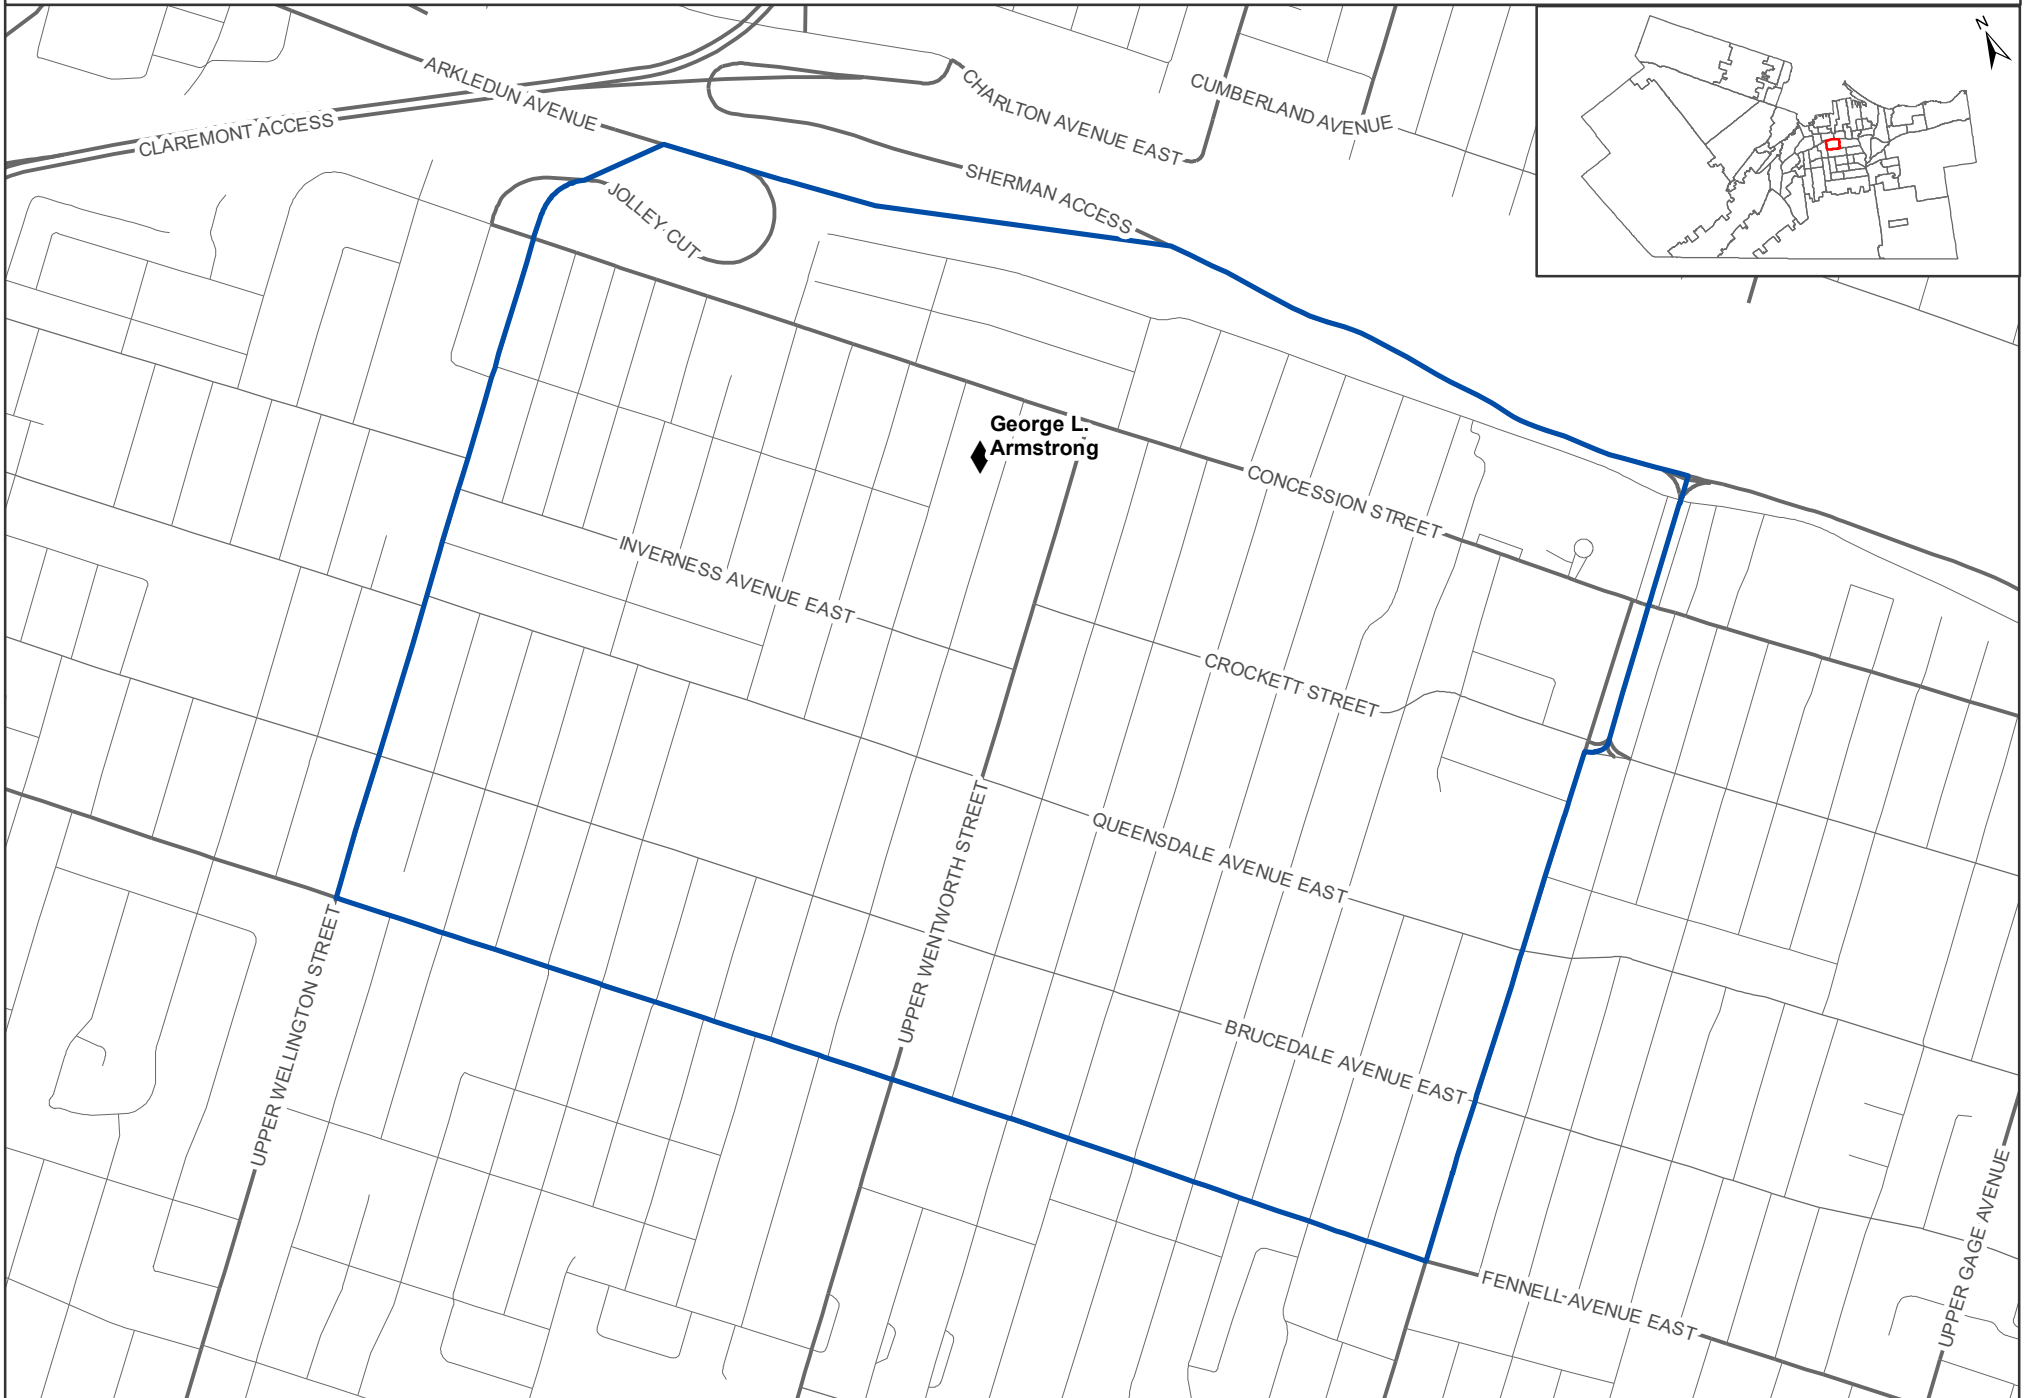 N
ARKLEDUN AVENUE
CLAREMONT ACCESS
CHARLTON AVENUE EAST
CUMBERLAND AVENUE
SHERMAN ACCESS
JOLLEY CUT
George L.
Armstrong
CONCESSION STREET
INVERNESS AVENUE EAST
CROCKETT STREET
QUEENSDALE AVENUE EAST
UPPER WENTWORTH STREET
UPPER WELLINGTON STREET
BRUCEDALE AVENUE EAST
FENNELL AVENUE EAST
UPPER GAGE AVENUE